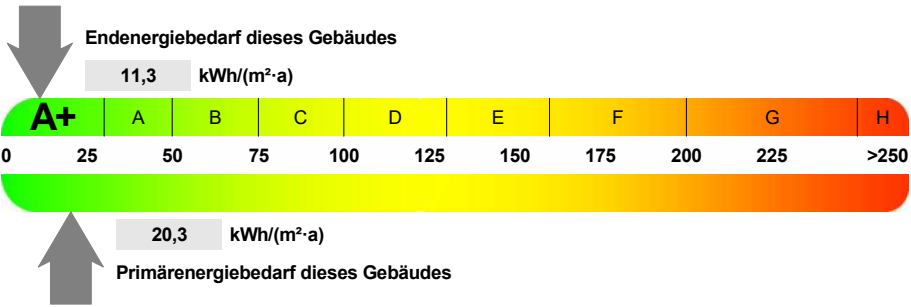 Endenergiebedarf dieses Gebäudes
11,3 kWh/(m²·a)
A+ A B C D E F G H
0 25 50 75 100 125 150 175 200 225 >250
20,3 kWh/(m²·a)
Primärenergiebedarf dieses Gebäudes